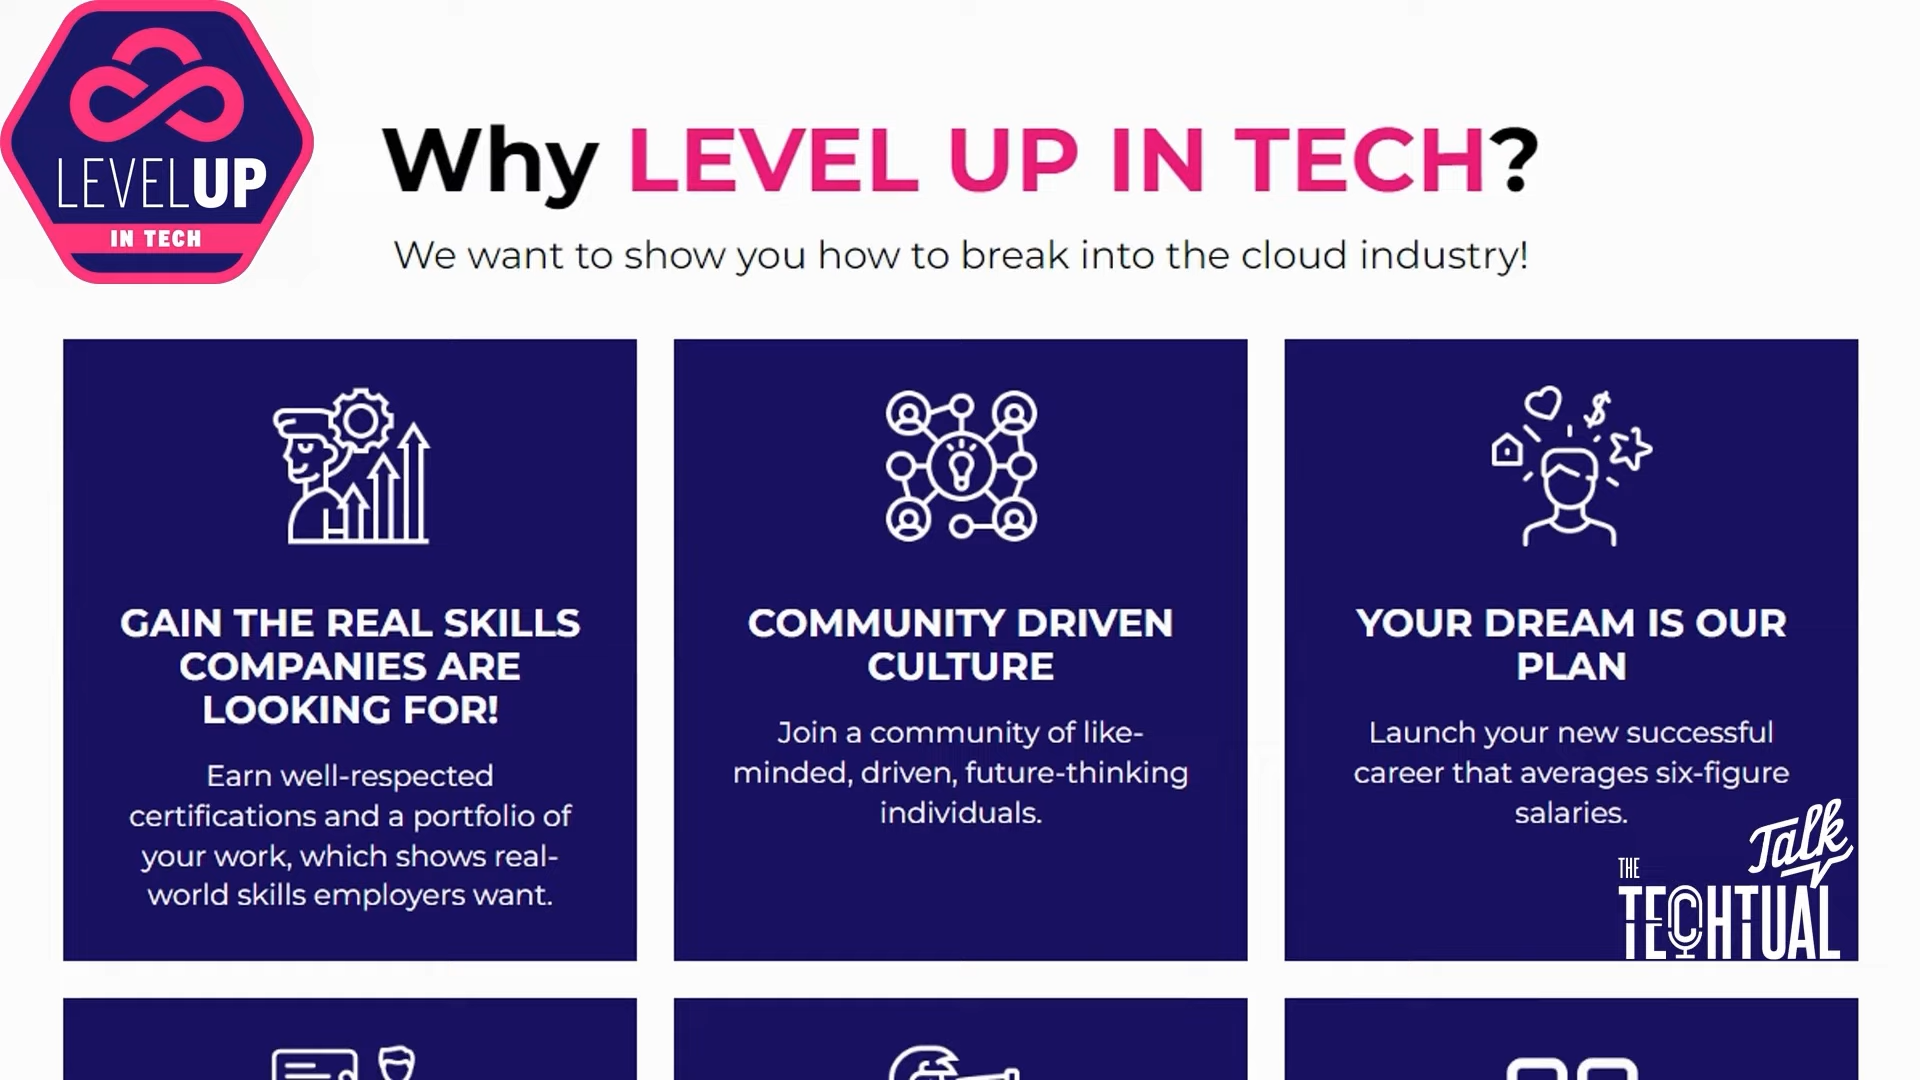 LEVELUP
IN TECH
Why LEVEL UP IN TECH?
We want to show you how to break into the cloud industry!
GAIN THE REAL SKILLS
COMPANIES ARE
LOOKING FOR!
Earn well-respected
certifications and a portfolio of
your work, which shows real-
world skills employers want.
COMMUNITY DRIVEN
CULTURE
Join a community of like-
minded, driven, future-thinking
individuals.
YOUR DREAM IS OUR
PLAN
Launch your new successful
career that averages six-figure
salaries.
THE
TECHTUAL
Talk